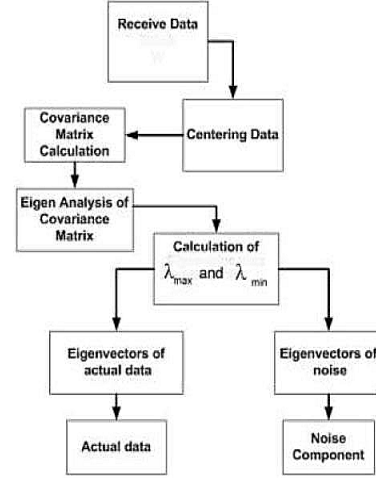 Receive Data
Centering Data
Covariance
Matrix
Calculation
Eigen Analysis of
Covariance
Matrix
Calculation of
λmax and λ min
Eigenvectors of
actual data
Eigenvectors of
noise
Actual data
Noise
Component